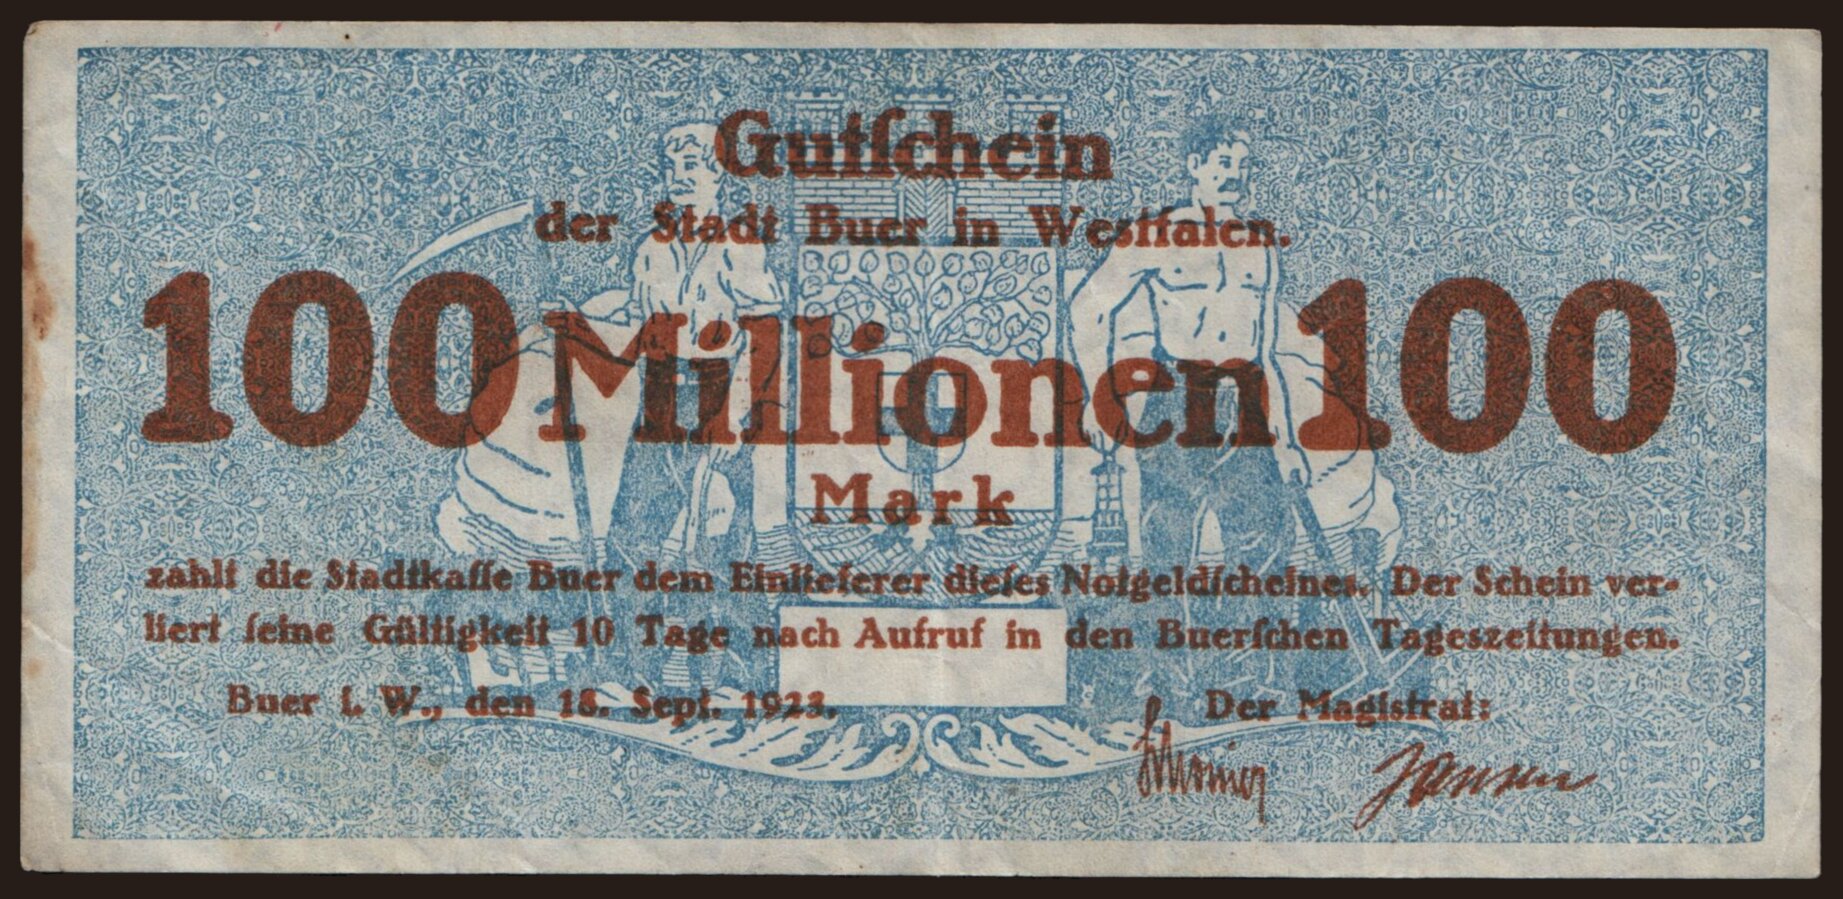 Gutſchein
der Stadt Buer in Weſtfalen.
100 Millionen 100
Mark
zahlt die Stadtkaſſe Buer dem Einlieferer dieſes Notgeldſcheines. Der Schein ver-
liert ſeine Gültigkeit 10 Tage nach Aufruf in den Buerſchen Tageszeitungen.
Buer i. W., den 18. Sept. 1923. Der Magistrat:
Jansen